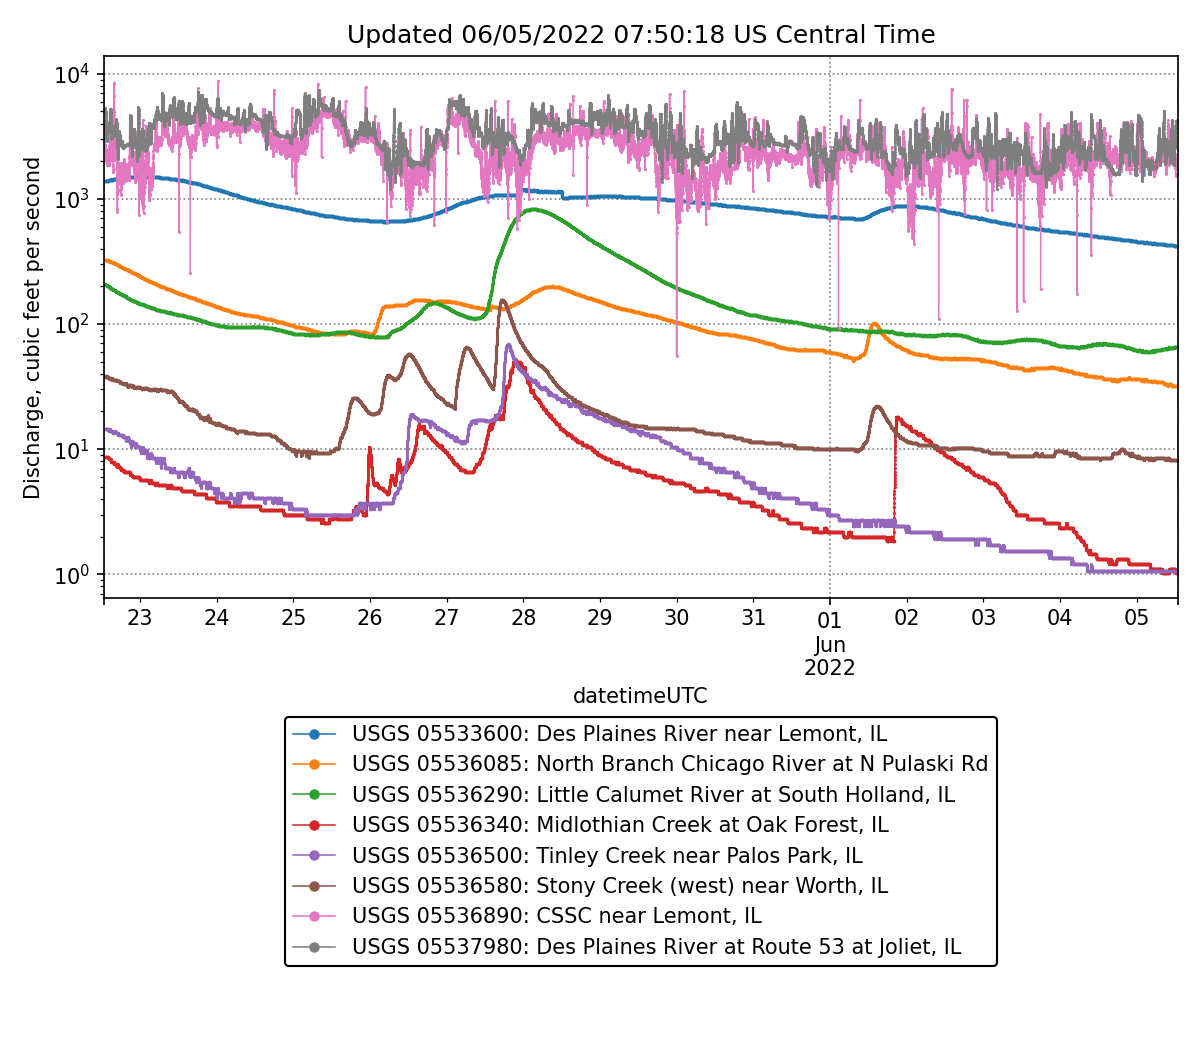 Updated 06/05/2022 07:50:18 US Central Time
Discharge, cubic feet per second
10^4
10^3
10^2
10^1
10^0
23 24 25 26 27 28 29 30 31 01 02 03 04 05
Jun
2022
datetimeUTC
USGS 05533600: Des Plaines River near Lemont, IL
USGS 05536085: North Branch Chicago River at N Pulaski Rd
USGS 05536290: Little Calumet River at South Holland, IL
USGS 05536340: Midlothian Creek at Oak Forest, IL
USGS 05536500: Tinley Creek near Palos Park, IL
USGS 05536580: Stony Creek (west) near Worth, IL
USGS 05536890: CSSC near Lemont, IL
USGS 05537980: Des Plaines River at Route 53 at Joliet, IL